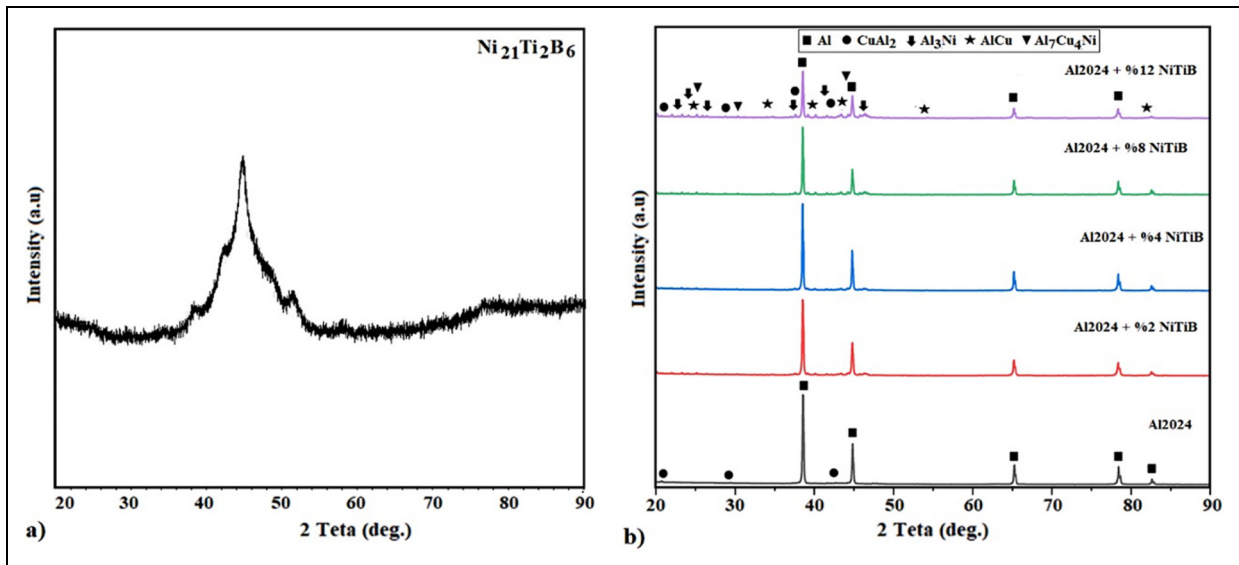 Ni21Ti2B6
Intensity (a.u)
20 30 40 50 60 70 80 90
2 Teta (deg.)
a)
Al CuAl2 Al3Ni AlCu Al7Cu4Ni
Al2024 + %12 NiTiB
Al2024 + %8 NiTiB
Al2024 + %4 NiTiB
Al2024 + %2 NiTiB
Al2024
Intensity (a.u)
20 30 40 50 60 70 80 90
2 Teta (deg.)
b)